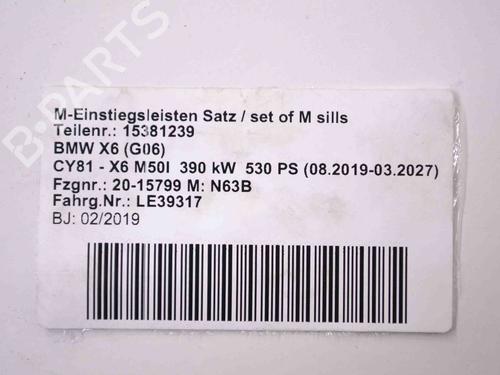 B-PARTS
M-Einstiegsleisten Satz / set of M sills
Teilenr.: 15381239
BMW X6 (G06)
CY81 - X6 M50I 390 kW 530 PS (08.2019-03.2027)
Fzgnr.: 20-15799 M: N63B
Fahrg.Nr.: LE39317
BJ: 02/2019